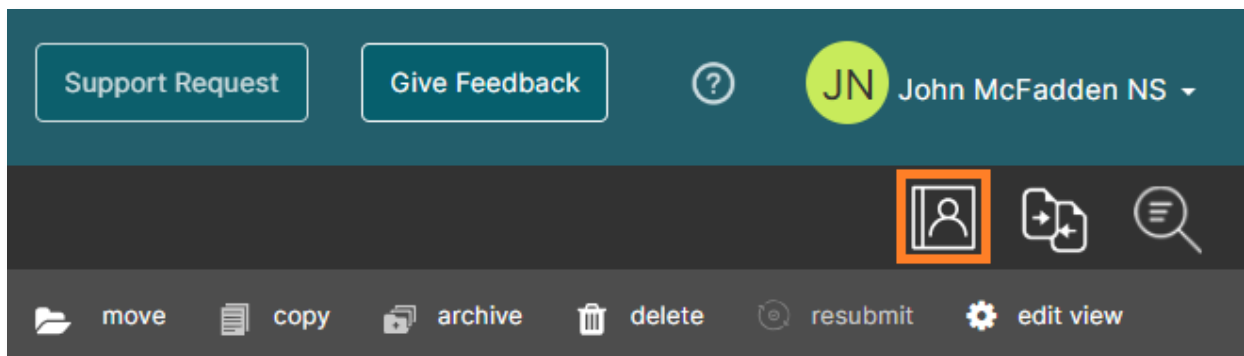 Support Request Give Feedback ? JN John McFadden NS
move copy archive delete resubmit edit view